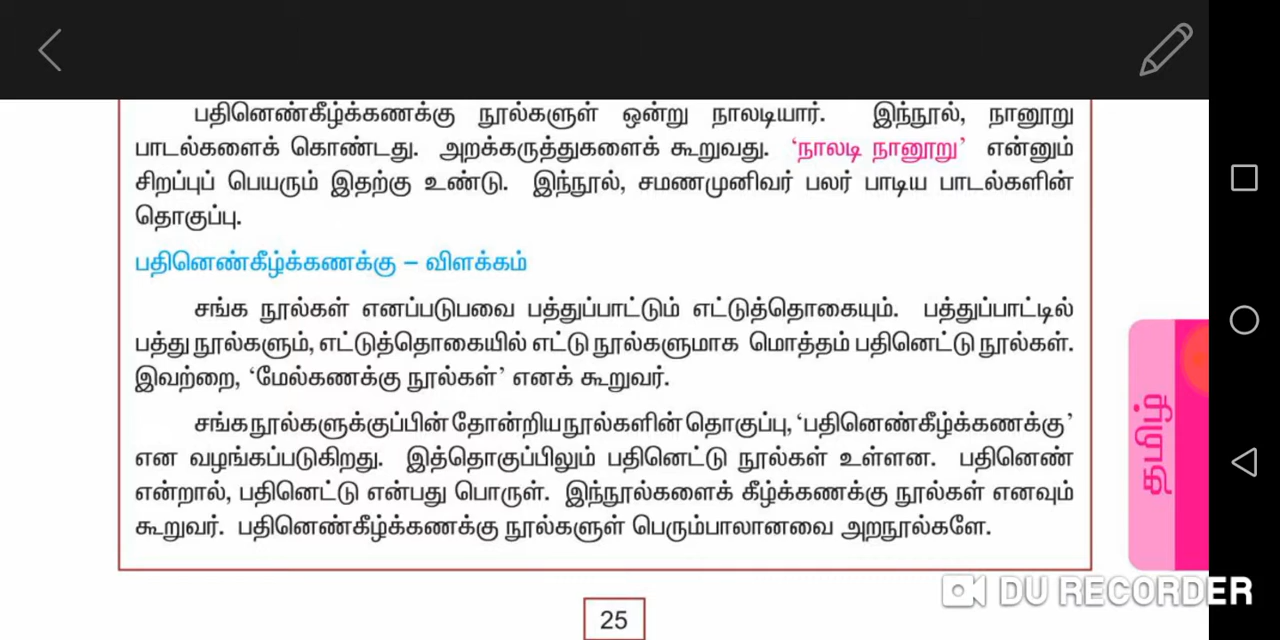 பதினெண்கீழ்க்கணக்கு நூல்களுள் ஒன்று நாலடியார். இந்நூல், நானூறு
பாடல்களைக் கொண்டது. அறக்கருத்துகளைக் கூறுவது. ‘நாலடி நானூறு’ என்னும்
சிறப்புப் பெயரும் இதற்கு உண்டு. இந்நூல், சமணமுனிவர் பலர் பாடிய பாடல்களின்
தொகுப்பு.
பதினெண்கீழ்க்கணக்கு – விளக்கம்
சங்க நூல்கள் எனப்படுபவை பத்துப்பாட்டும் எட்டுத்தொகையும். பத்துப்பாட்டில்
பத்து நூல்களும், எட்டுத்தொகையில் எட்டு நூல்களுமாக மொத்தம் பதினெட்டு நூல்கள்.
இவற்றை, ‘மேல்கணக்கு நூல்கள்’ எனக் கூறுவர்.
சங்க நூல்களுக்குப்பின் தோன்றிய நூல்களின் தொகுப்பு, ‘பதினெண்கீழ்க்கணக்கு’
என வழங்கப்படுகிறது. இத்தொகுப்பிலும் பதினெட்டு நூல்கள் உள்ளன. பதினெண்
என்றால், பதினெட்டு என்பது பொருள். இந்நூல்களைக் கீழ்க்கணக்கு நூல்கள் எனவும்
கூறுவர். பதினெண்கீழ்க்கணக்கு நூல்களுள் பெரும்பாலானவை அறநூல்களே.
தமிழ்
DU RECORDER
25